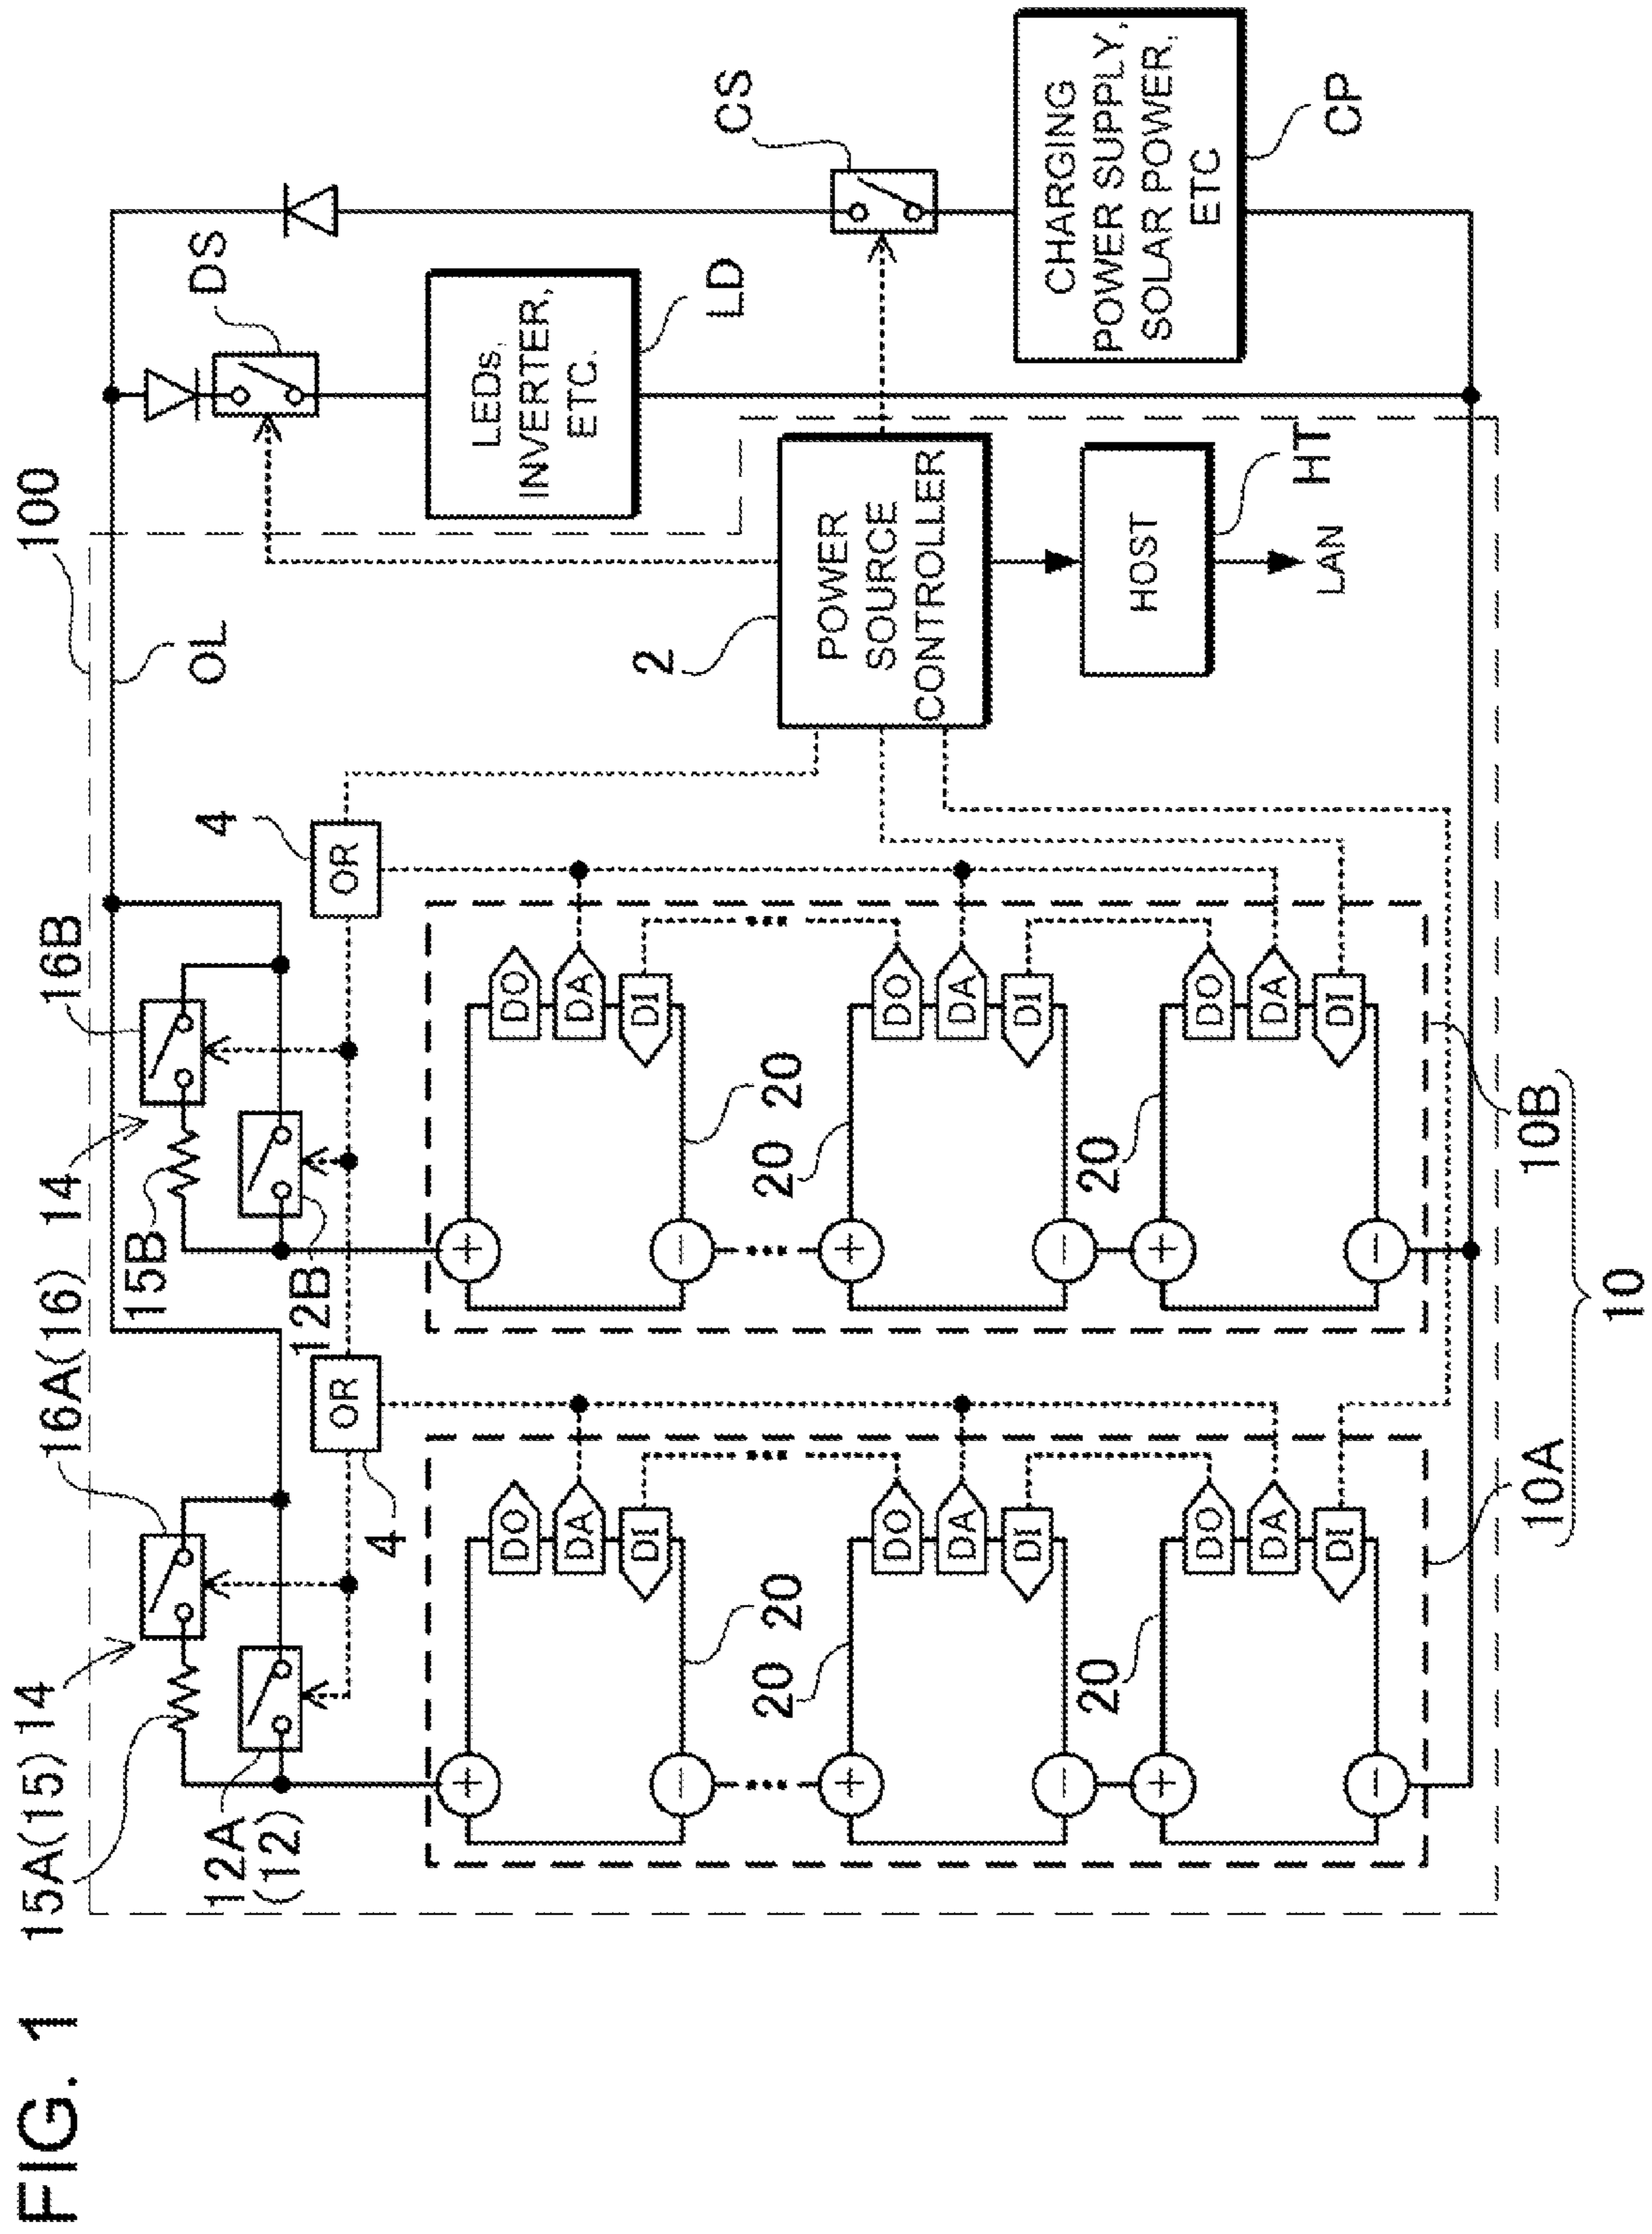 FIG. 1
100
OL
DS
CS
15A(15)
14
16A(16)
14
16B
15B
12A
(12)
12B
4
4
OR
OR
LEDs,
INVERTER,
ETC.
LD
CHARGING
POWER SUPPLY,
SOLAR POWER,
ETC
CP
2
POWER
SOURCE
CONTROLLER
HOST
HT
LAN
+
DO
DA
DI
−
20
+
DO
DA
DI
−
20
+
DO
DA
DI
−
20
+
DO
DA
DI
−
20
+
DO
DA
DI
−
20
+
DO
DA
DI
−
20
10A
10B
10